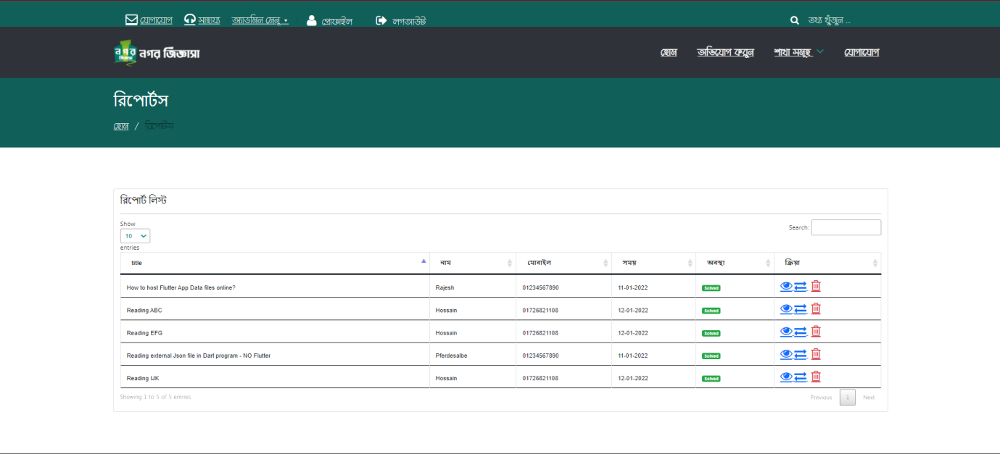 যোগাযোগ সাহায্য অ্যাডমিন মেনু প্রোফাইল লগআউট তথ্য খুঁজুন ...
নগর জিজ্ঞাসা নগর জিজ্ঞাসা হোম অভিযোগ করুন শাখা সমূহ যোগাযোগ
রিপোর্টস
হোম / রিপোর্টস
রিপোর্ট লিস্ট
Show
10
entries
Search:
title নাম মোবাইল সময় অবস্থা ক্রিয়া
How to host Flutter App Data files online? Rajesh 01234567890 11-01-2022 Solved
Reading ABC Hossain 01726821108 12-01-2022 Solved
Reading EFG Hossain 01726821108 12-01-2022 Solved
Reading external Json file in Dart program - NO Flutter Pferdesalbe 01234567890 11-01-2022 Solved
Reading IJK Hossain 01726821108 12-01-2022 Solved
Showing 1 to 5 of 5 entries Previous 1 Next